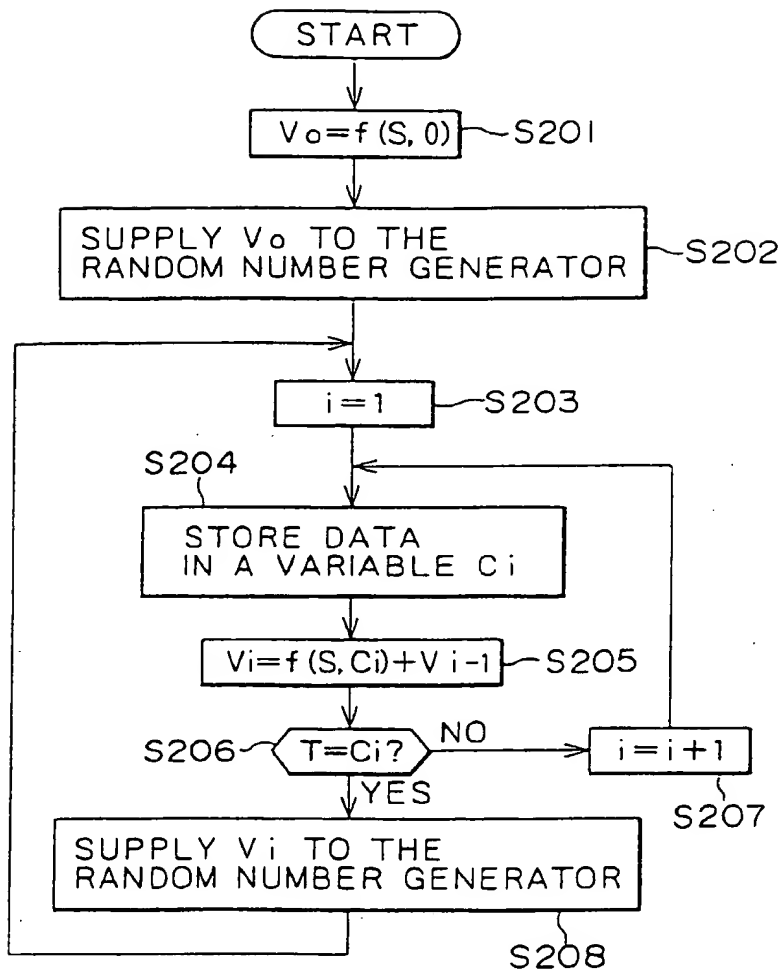 START
Vo=f(S,0)
S201
SUPPLY Vo TO THE
RANDOM NUMBER GENERATOR
S202
i=1
S203
S204
STORE DATA
IN A VARIABLE Ci
Vi=f(S,Ci)+Vi-1
S205
S206
T=Ci?
NO
i=i+1
S207
YES
SUPPLY Vi TO THE
RANDOM NUMBER GENERATOR
S208